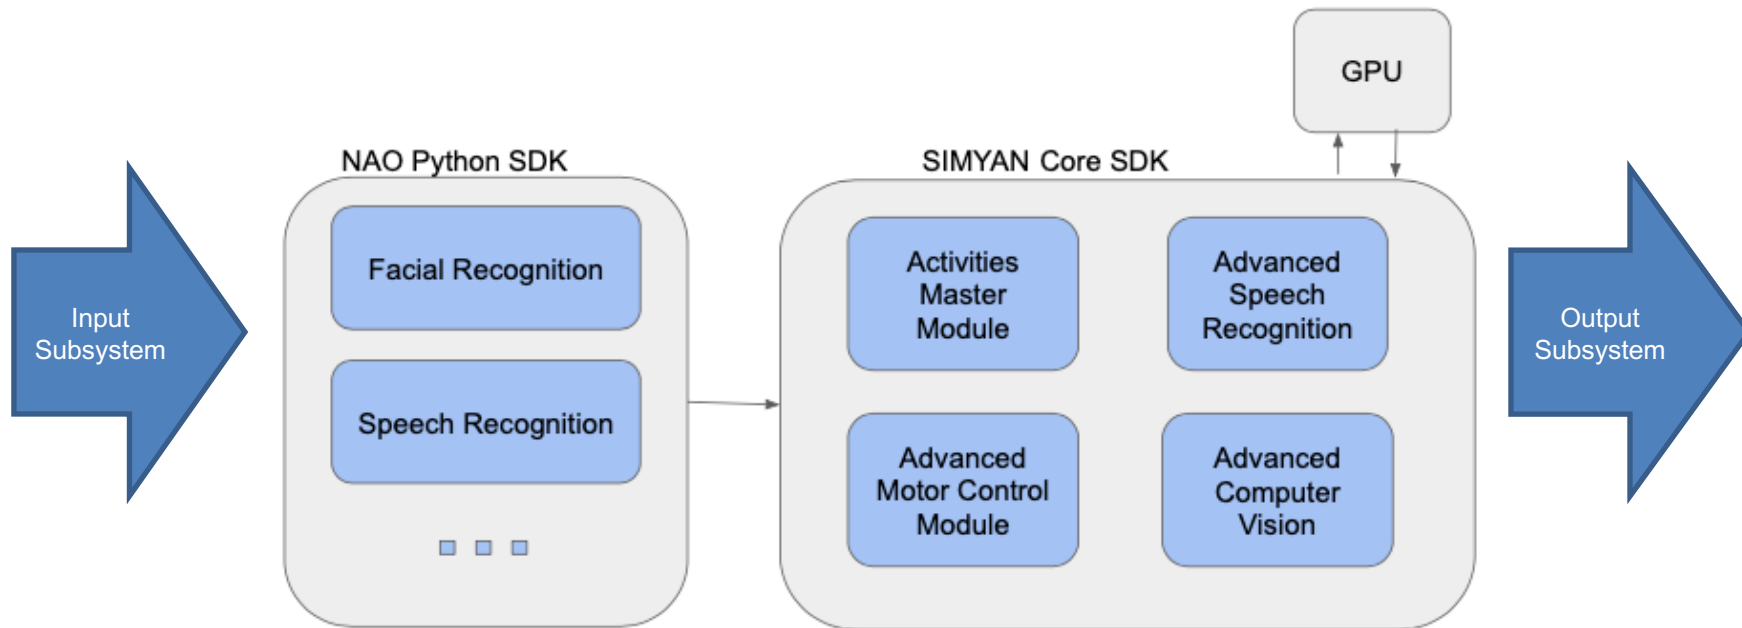 GPU
NAO Python SDK
SIMYAN Core SDK
Input
Subsystem
Facial Recognition
Speech Recognition
Activities
Master
Module
Advanced
Speech
Recognition
Advanced
Motor Control
Module
Advanced
Computer
Vision
Output
Subsystem